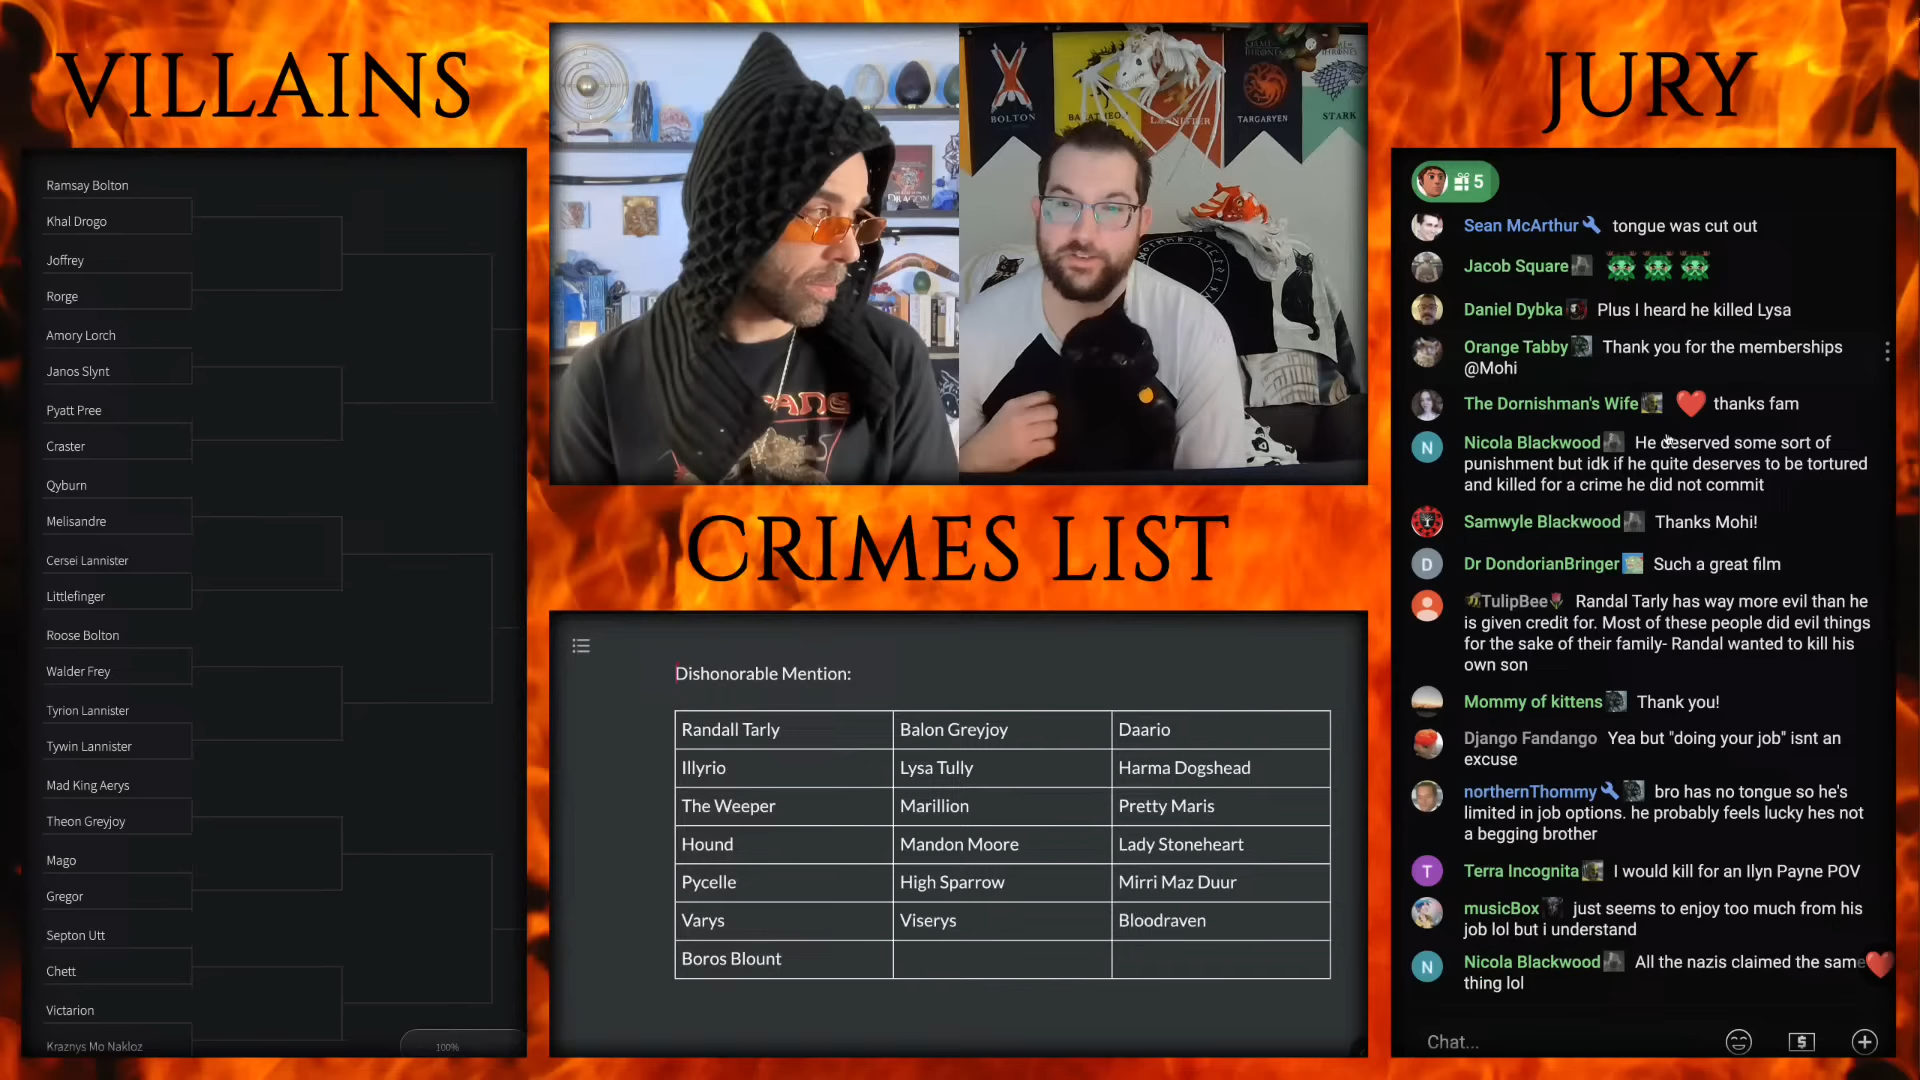 VILLAINS
Ramsay Bolton
Khal Drogo
Joffrey
Rorge
Amory Lorch
Janos Slynt
Pyatt Pree
Craster
Qyburn
Melisandre
Cersei Lannister
Littlefinger
Roose Bolton
Walder Frey
Tyrion Lannister
Tywin Lannister
Mad King Aerys
Theon Greyjoy
Mago
Gregor
Septon Utt
Chett
Victarion
Kraznys Mo Nakloz
100%
DRAGON
BOLTON
LANNISTER
TARGARYEN
STARK
CRIMES LIST
Dishonorable Mention:
Randall Tarly Balon Greyjoy Daario
Illyrio Lysa Tully Harma Dogshead
The Weeper Marillion Pretty Maris
Hound Mandon Moore Lady Stoneheart
Pycelle High Sparrow Mirri Maz Duur
Varys Viserys Bloodraven
Boros Blount
JURY
5
Sean McArthur tongue was cut out
Jacob Square
Daniel Dybka Plus I heard he killed Lysa
Orange Tabby Thank you for the memberships
@Mohi
The Dornishman's Wife thanks fam
N Nicola Blackwood He deserved some sort of
punishment but idk if he quite deserves to be tortured
and killed for a crime he did not commit
Samwyle Blackwood Thanks Mohi!
D Dr DondorianBringer Such a great film
TulipBee Randal Tarly has way more evil than he
is given credit for. Most of these people did evil things
for the sake of their family- Randal wanted to kill his
own son
Mommy of kittens Thank you!
Django Fandango Yea but "doing your job" isnt an
excuse
northernThommy bro has no tongue so he's
limited in job options. he probably feels lucky hes not
a begging brother
T Terra Incognita I would kill for an Ilyn Payne POV
musicBox just seems to enjoy too much from his
job lol but i understand
N Nicola Blackwood All the nazis claimed the same
thing lol
Chat...